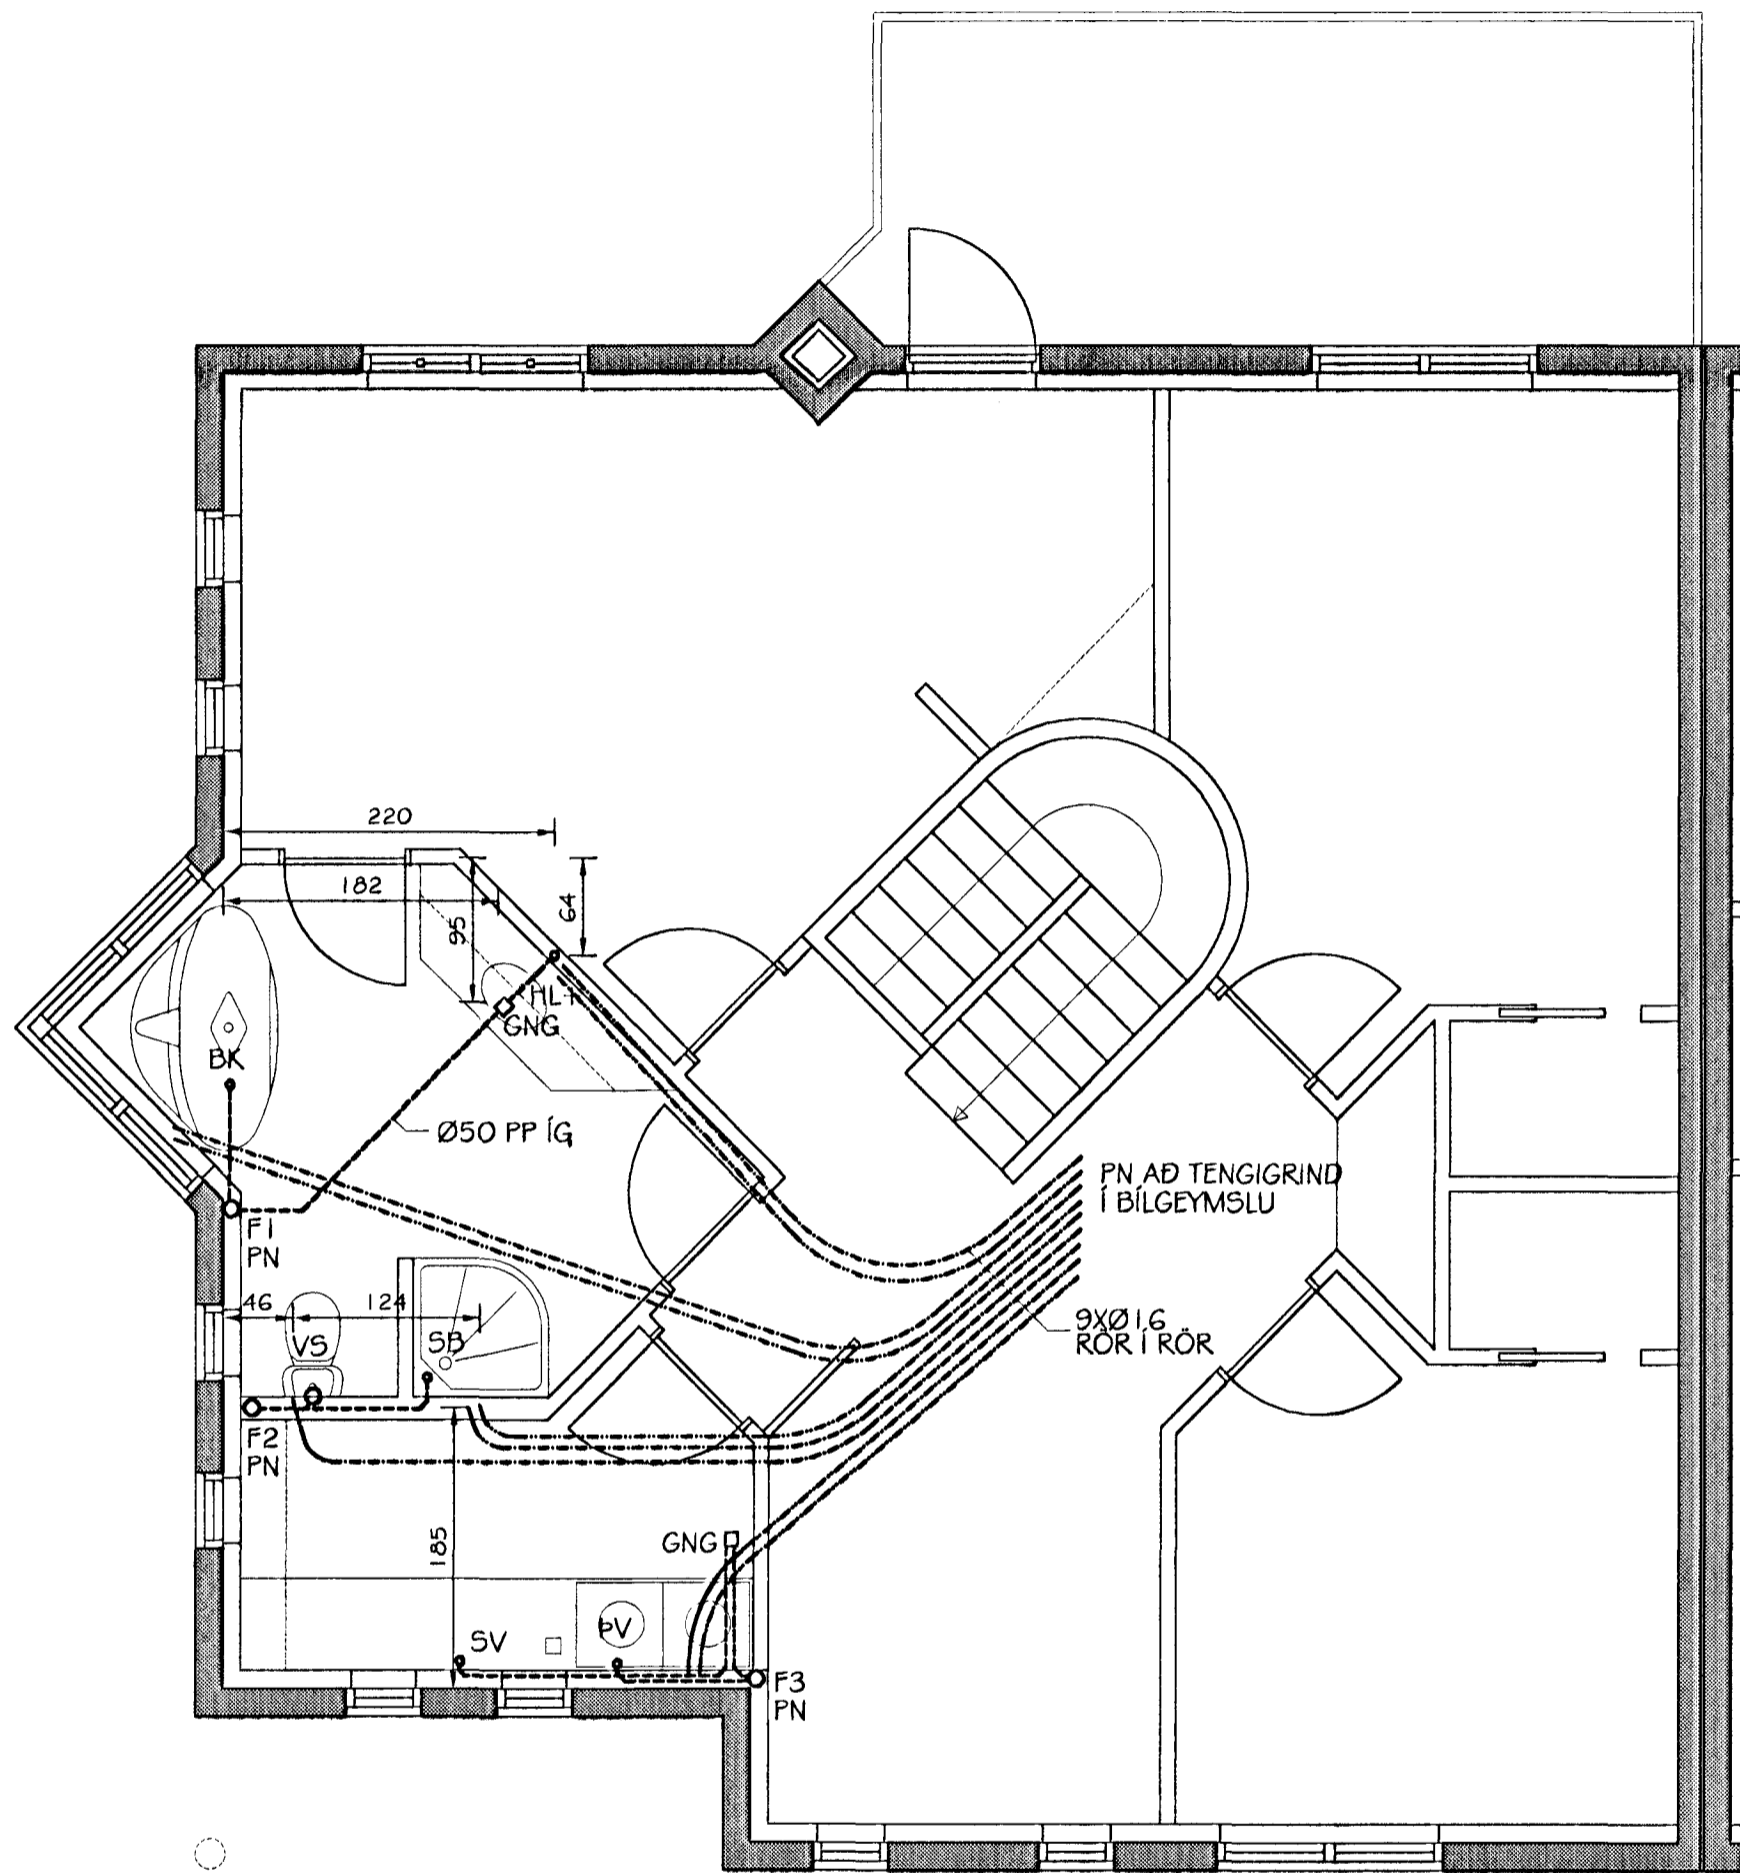 220
182
64
95
HL+
GNG
BK
Ø50 PP ÍG
PN AÐ TENGIGRIND
Í BÍLGEYMSLU
F1
PN
46
124
VS
SB
9XØ16
RÖR Í RÖR
F2
PN
185
GNG
SV
ÞV
F3
PN